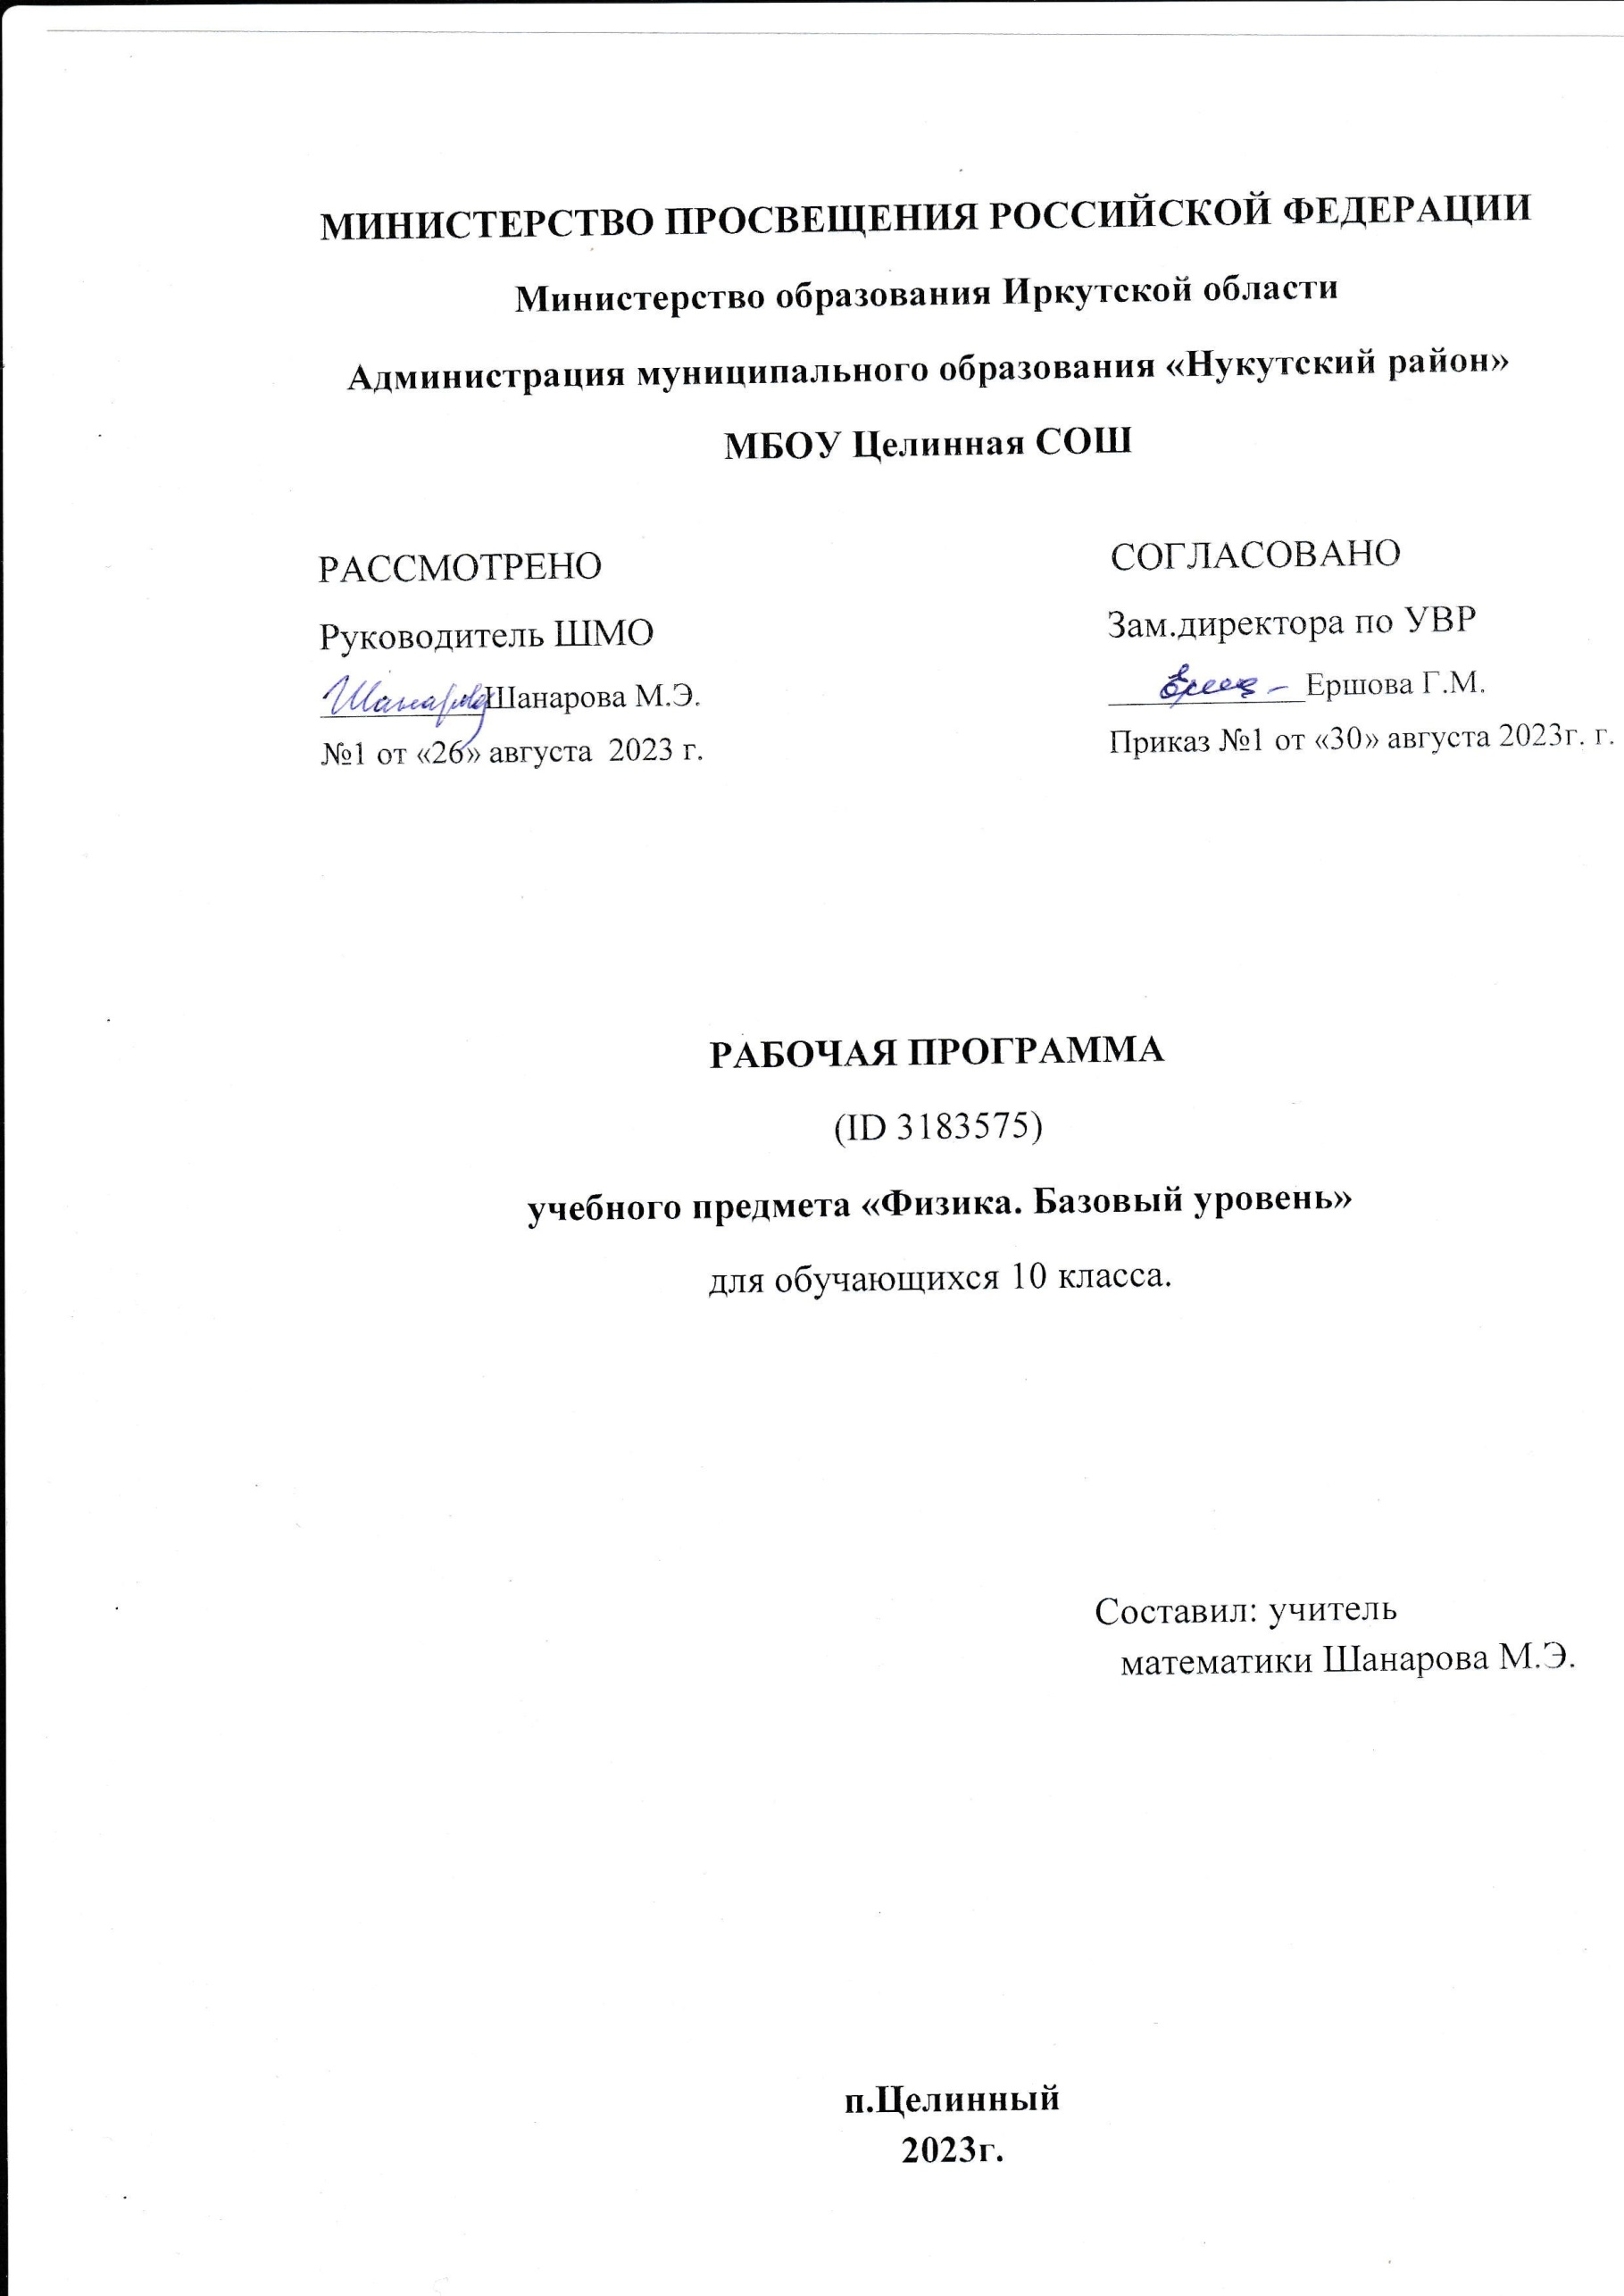 МИНИСТЕРСТВО ПРОСВЕЩЕНИЯ РОССИЙСКОЙ ФЕДЕРАЦИИ
Министерство образования Иркутской области
Администрация муниципального образования «Нукутский район»
МБОУ Целинная СОШ
РАССМОТРЕНО
Руководитель ШМО
Шанарова Шанарова М.Э.
№1 от «26» августа 2023 г.
СОГЛАСОВАНО
Зам.директора по УВР
Ершова Г.М.
Приказ №1 от «30» августа 2023г. г.
РАБОЧАЯ ПРОГРАММА
(ID 3183575)
учебного предмета «Физика. Базовый уровень»
для обучающихся 10 класса.
Составил: учитель
математики Шанарова М.Э.
п.Целинный
2023г.